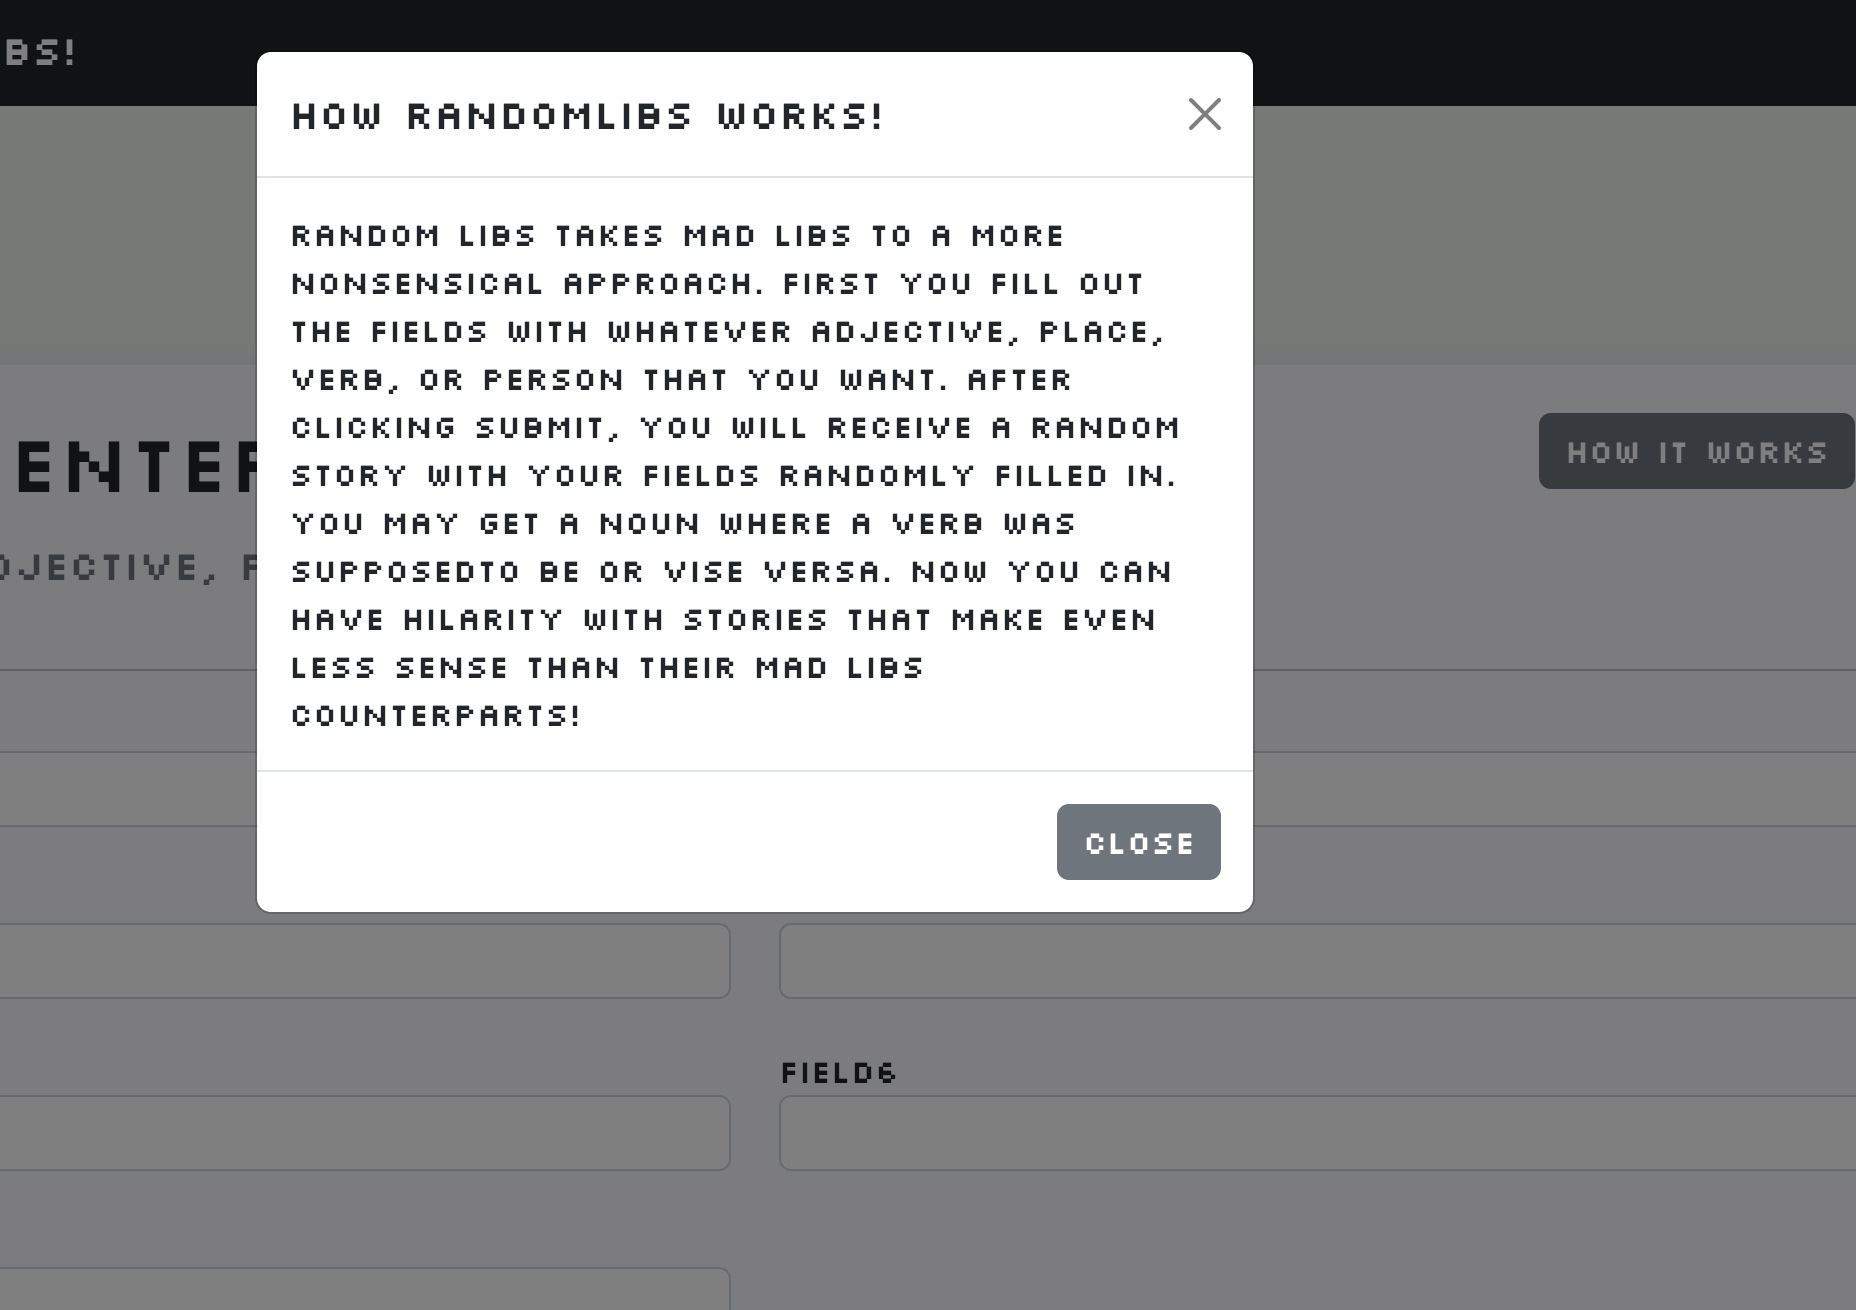 BS!
HOW RANDOMLIBS WORKS!
RANDOM LIBS TAKES MAD LIBS TO A MORE
NONSENSICAL APPROACH. FIRST YOU FILL OUT
THE FIELDS WITH WHATEVER ADJECTIVE, PLACE,
VERB, OR PERSON THAT YOU WANT. AFTER
CLICKING SUBMIT, YOU WILL RECEIVE A RANDOM
STORY WITH YOUR FIELDS RANDOMLY FILLED IN.
YOU MAY GET A NOUN WHERE A VERB WAS
SUPPOSEDTO BE OR VISE VERSA. NOW YOU CAN
HAVE HILARITY WITH STORIES THAT MAKE EVEN
LESS SENSE THAN THEIR MAD LIBS
COUNTERPARTS!
CLOSE
ENTER
HOW IT WORKS
DJECTIVE,
FIELD6